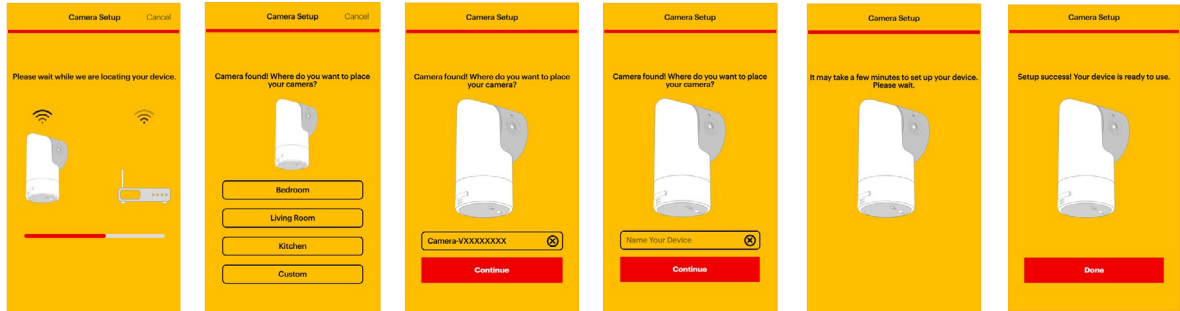 Camera Setup
Cancel
Please wait while we are locating your device.
Camera Setup
Cancel
Camera found! Where do you want to place
your camera?
Bedroom
Living Room
Kitchen
Custom
Camera Setup
Camera found! Where do you want to place
your camera?
Camera-VXXXXXXXX
Continue
Camera Setup
Camera found! Where do you want to place
your camera?
Name Your Device
Continue
Camera Setup
It may take a few minutes to set up your device.
Please wait.
Camera Setup
Setup success! Your device is ready to use.
Done